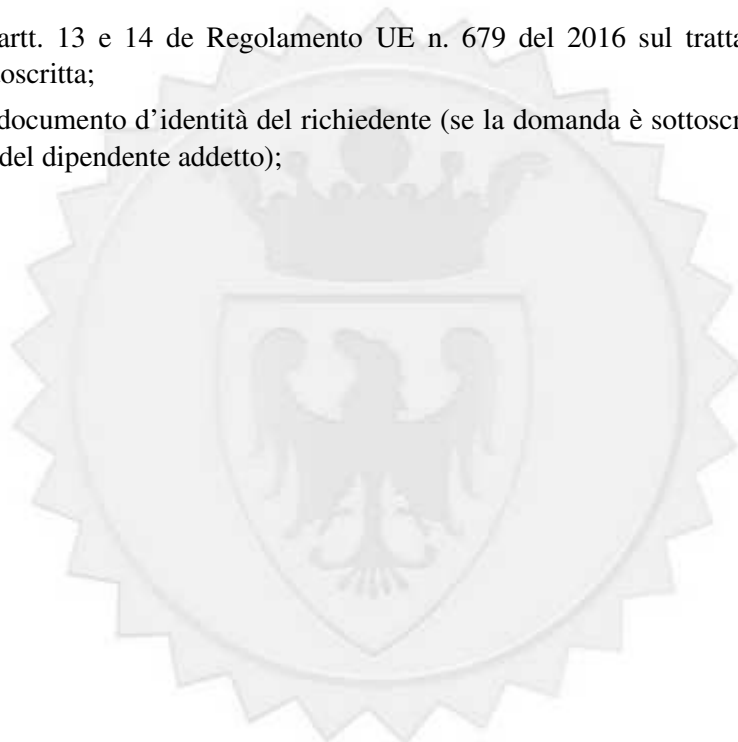 artt. 13 e 14 de Regolamento UE n. 679 del 2016 sul tratta
oscritta;
documento d'identità del richiedente (se la domanda è sottoscr
del dipendente addetto);